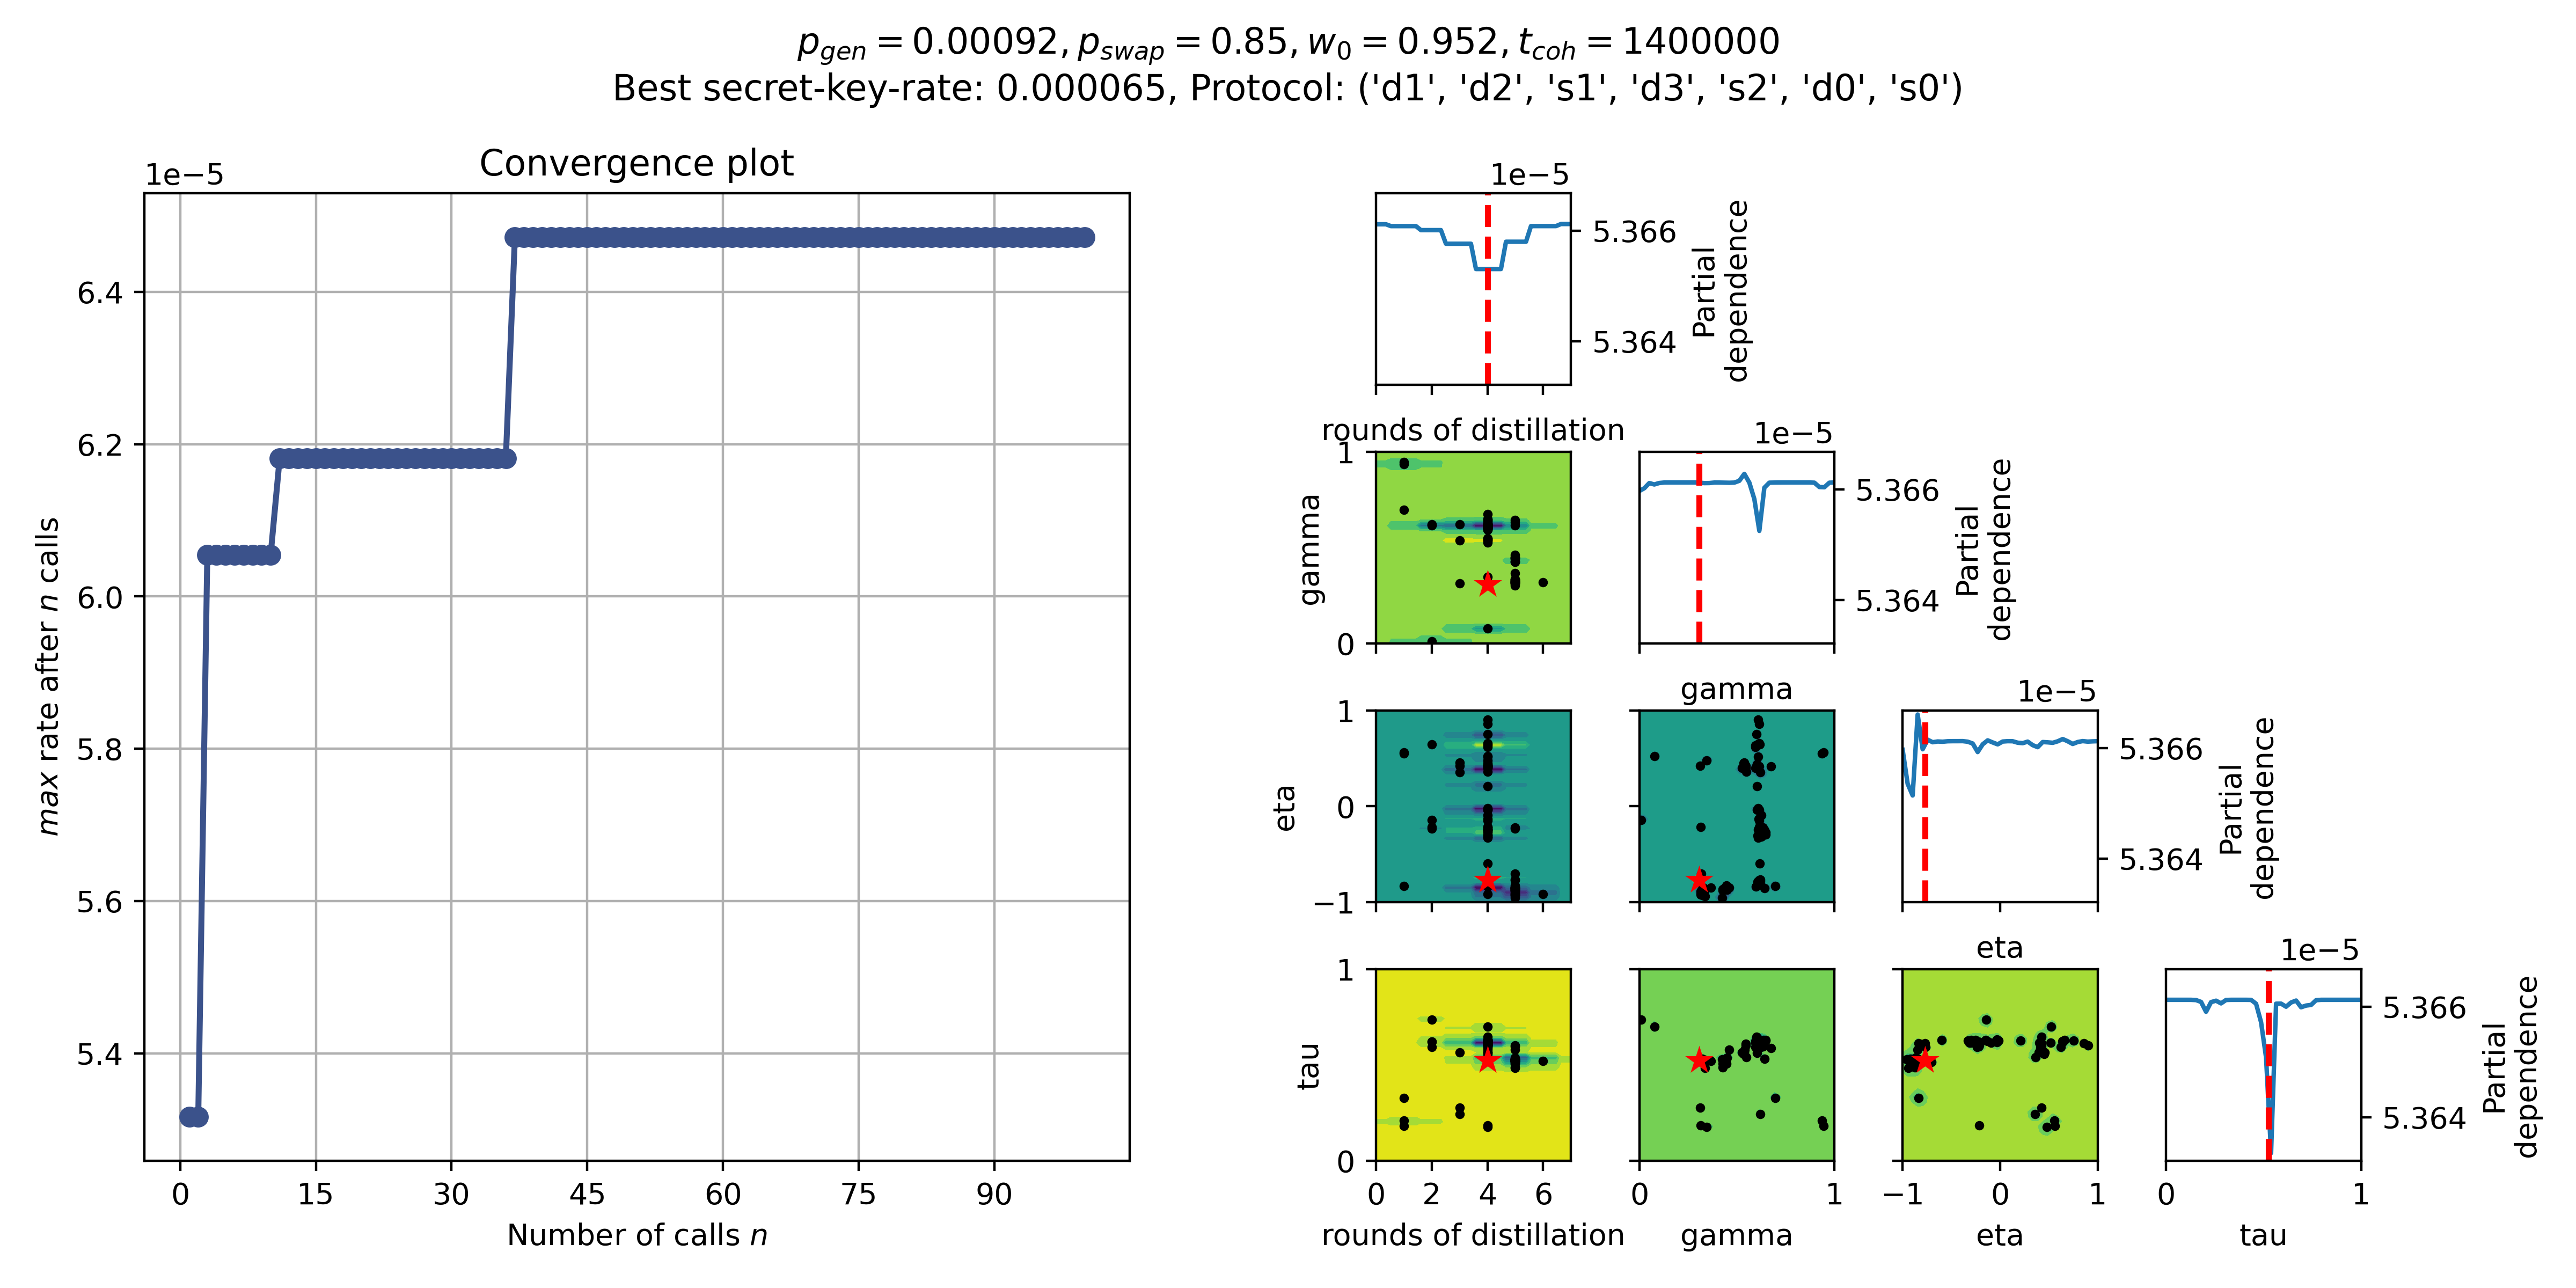 p_gen = 0.00092, p_swap = 0.85, w_0 = 0.952, t_coh = 1400000
Best secret-key-rate: 0.000065, Protocol: ('d1', 'd2', 's1', 'd3', 's2', 'd0', 's0')
Convergence plot
1e−5
6.4
6.2
6.0
5.8
5.6
5.4
max rate after n calls
0 15 30 45 60 75 90
Number of calls n
1e−5
5.366
5.364
Partial
dependence
rounds of distillation
1
0
gamma
1e−5
5.366
5.364
Partial
dependence
gamma
1
0
−1
eta
1e−5
5.366
5.364
Partial
dependence
eta
1
0
tau
1e−5
5.366
5.364
Partial
dependence
0 2 4 6
0 1
−1 0 1
0 1
rounds of distillation
gamma
eta
tau